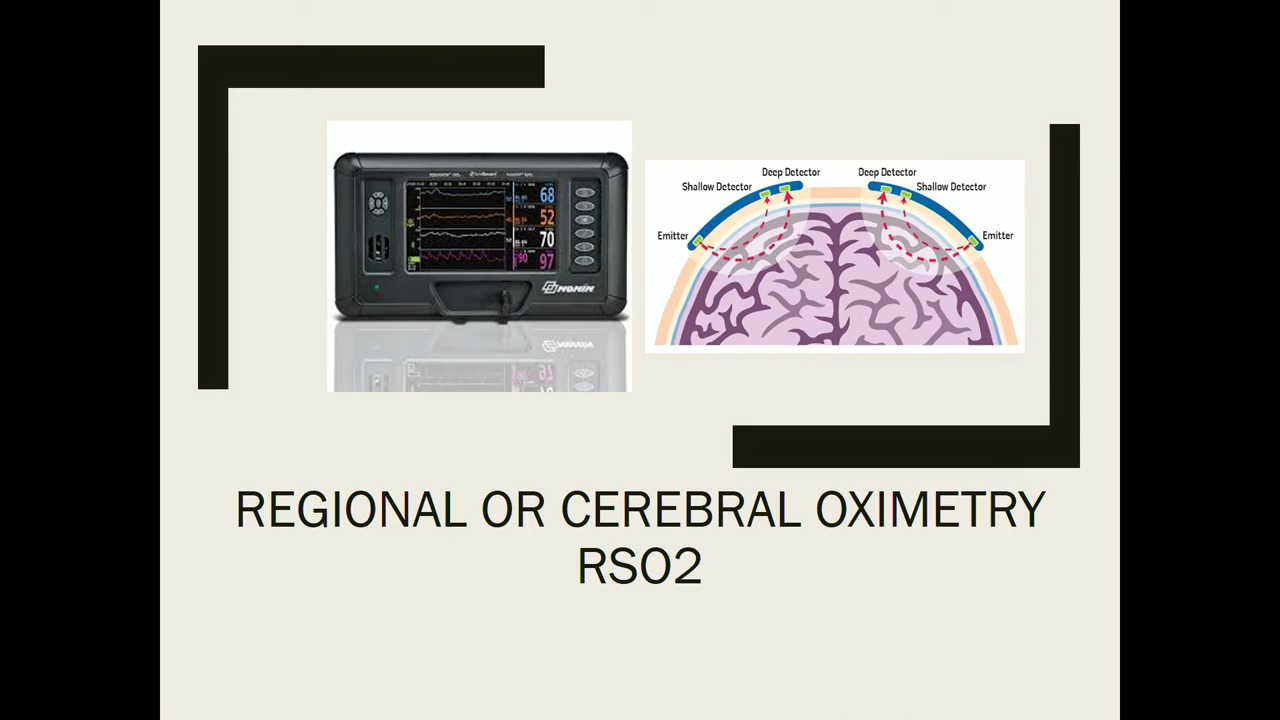 68
52
70
90
97
NONIN
Deep Detector
Deep Detector
Shallow Detector
Shallow Detector
Emitter
Emitter
REGIONAL OR CEREBRAL OXIMETRY
RSO2